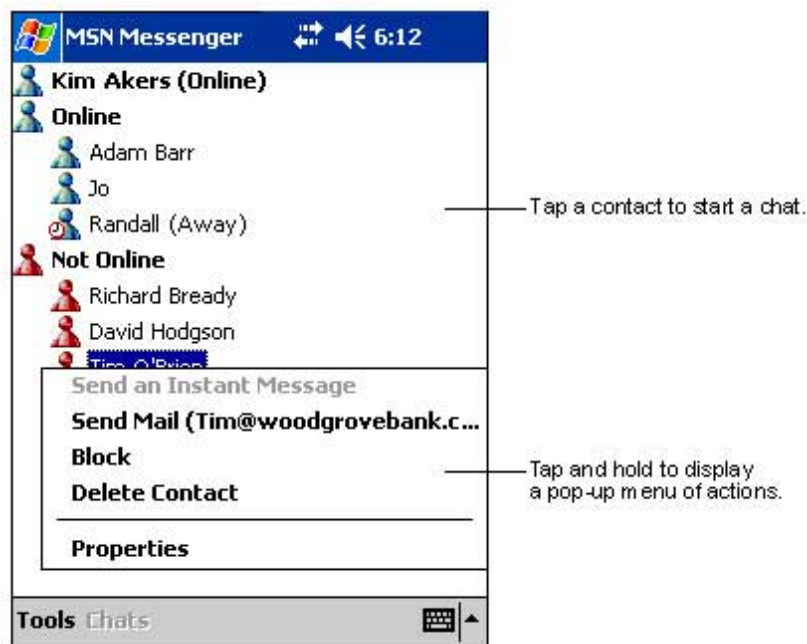 MSN Messenger 6:12
Kim Akers (Online)
Online
Adam Barr
Jo
Randall (Away)
Tap a contact to start a chat.
Not Online
Richard Bready
David Hodgson
Tim O'Brien
Send an Instant Message
Send Mail (Tim@woodgrovebank.c...
Block
Delete Contact
Tap and hold to display
a pop-up menu of actions.
Properties
Tools Chats